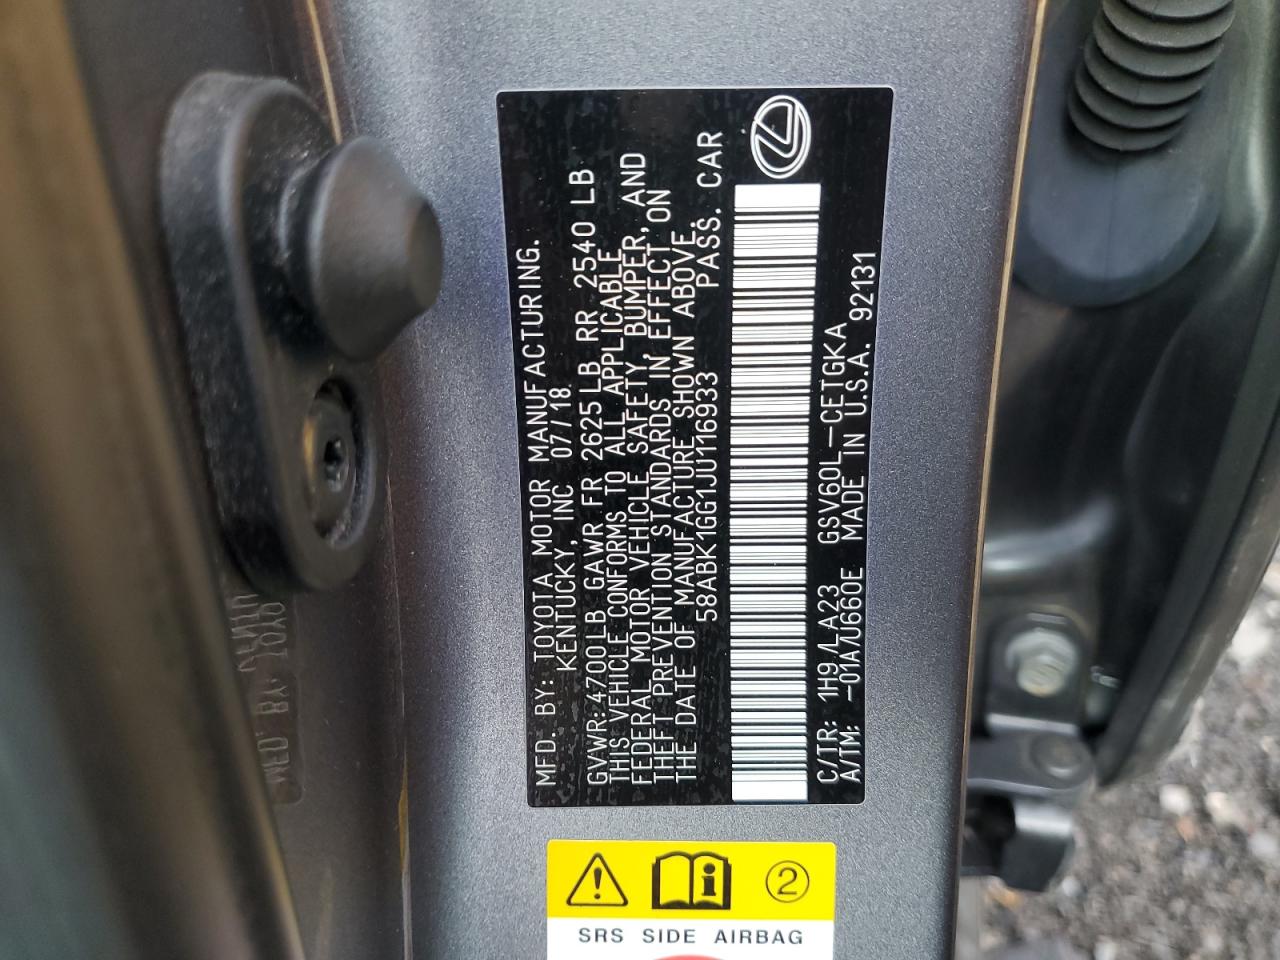 MFD. BY: TOYOTA MOTOR MANUFACTURING.
KENTUCKY, INC 07/18
GVWR: 4700LB GAWR FR 2625LB RR 2540 LB
THIS VEHICLE CONFORMS TO ALL APPLICABLE
FEDERAL MOTOR VEHICLE SAFETY, BUMPER, AND
THEFT PREVENTION STANDARDS IN EFFECT ON
THE DATE OF MANUFACTURE SHOWN ABOVE.
58ABK1GG1JU116933 PASS. CAR
C/TR: 1H9 /LA23 GSV60L-CETGKA
A/TM: -01A/U660E MADE IN U.S.A. 92131
2
SRS SIDE AIRBAG